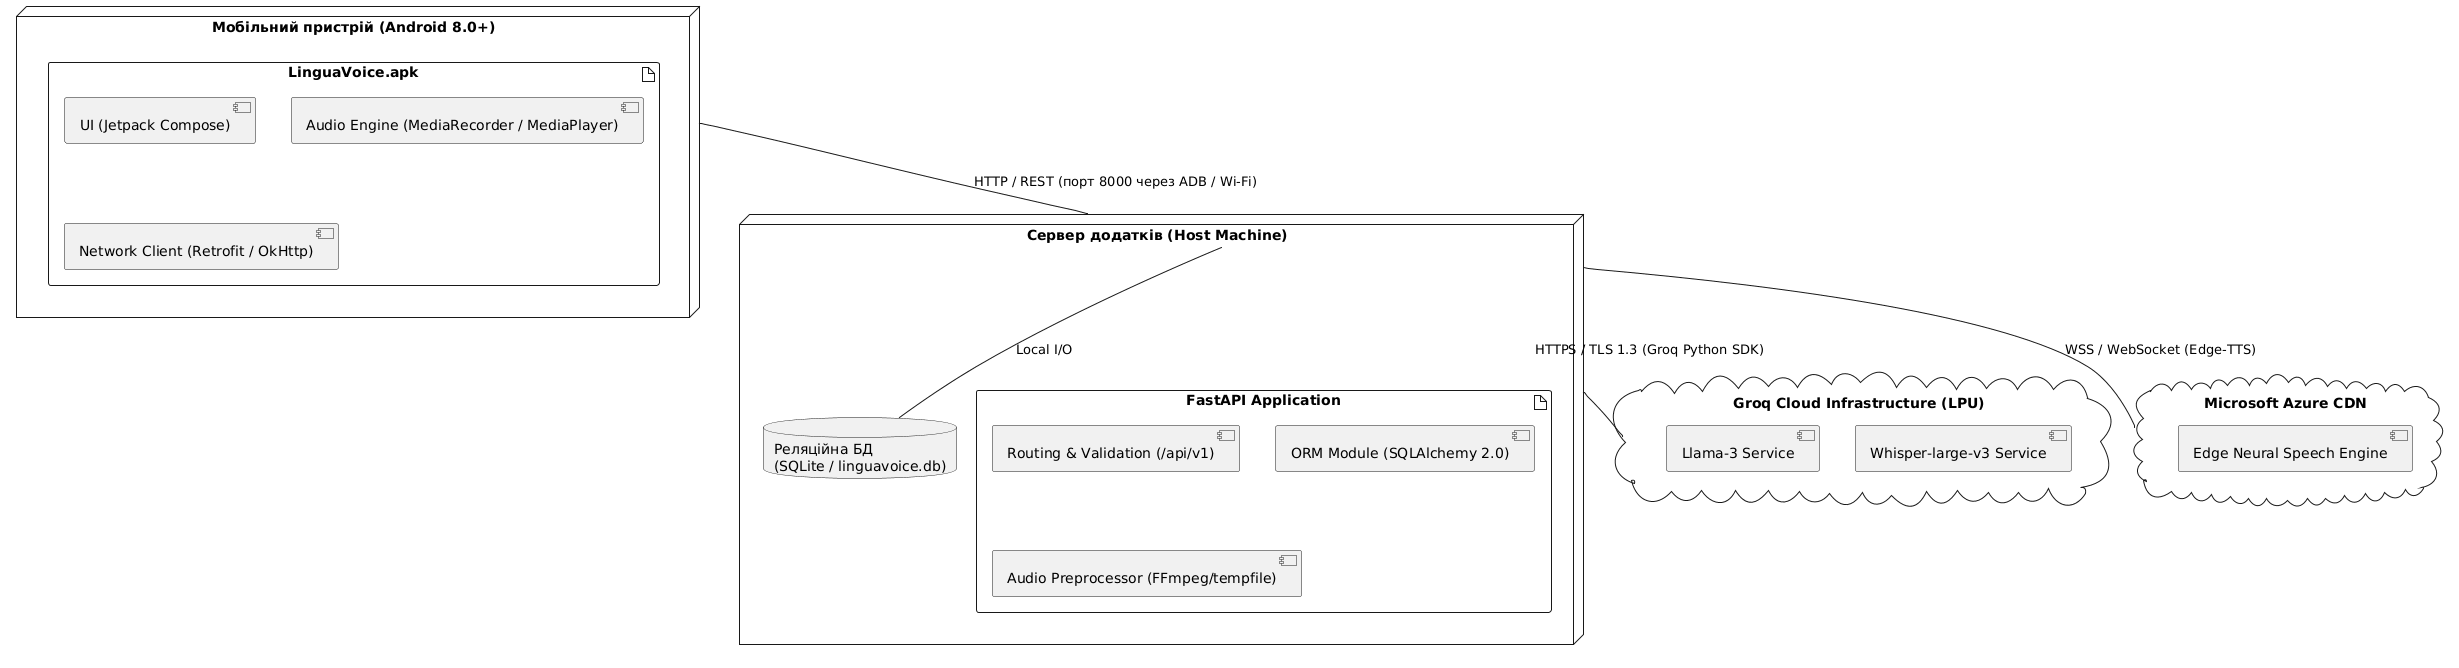 Мобільний пристрій (Android 8.0+)
LinguaVoice.apk
UI (Jetpack Compose)
Audio Engine (MediaRecorder / MediaPlayer)
Network Client (Retrofit / OkHttp)
HTTP / REST (порт 8000 через ADB / Wi-Fi)
Сервер додатків (Host Machine)
Local I/O
HTTPS / TLS 1.3 (Groq Python SDK)
WSS / WebSocket (Edge-TTS)
Реляційна БД
(SQLite / linguavoice.db)
FastAPI Application
Routing & Validation (/api/v1)
ORM Module (SQLAlchemy 2.0)
Audio Preprocessor (FFmpeg/tempfile)
Groq Cloud Infrastructure (LPU)
Llama-3 Service
Whisper-large-v3 Service
Microsoft Azure CDN
Edge Neural Speech Engine